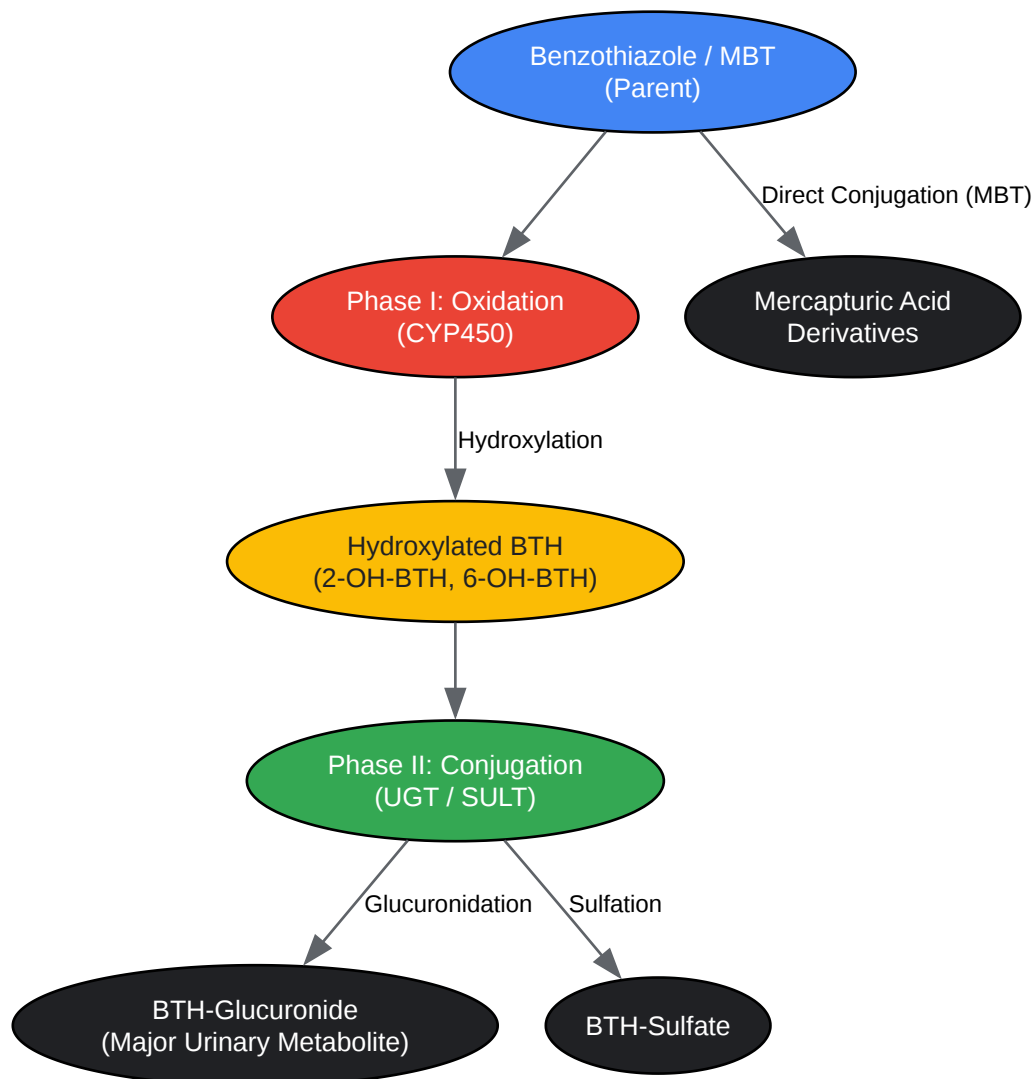 Benzothiazole / MBT
(Parent)
Direct Conjugation (MBT)
Phase I: Oxidation
(CYP450)
Mercapturic Acid
Derivatives
Hydroxylation
Hydroxylated BTH
(2-OH-BTH, 6-OH-BTH)
Phase II: Conjugation
(UGT / SULT)
Glucuronidation
Sulfation
BTH-Glucuronide
(Major Urinary Metabolite)
BTH-Sulfate